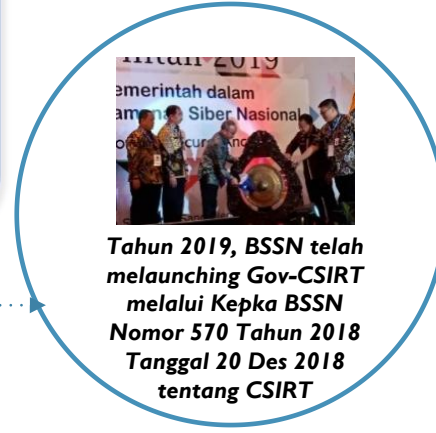 2019
emerintah dalam
Siber Nasional
Tahun 2019, BSSN telah
melaunching Gov-CSIRT
melalui Kepka BSSN
Nomor 570 Tahun 2018
Tanggal 20 Des 2018
tentang CSIRT